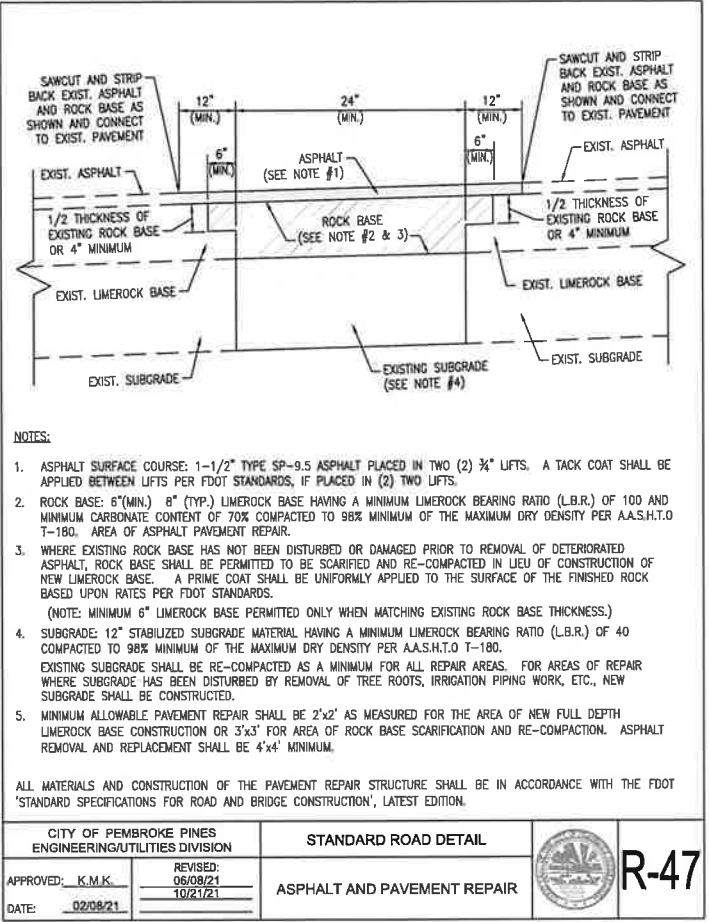 SAWCUT AND STRIP
BACK EXIST. ASPHALT
AND ROCK BASE AS
SHOWN AND CONNECT
TO EXIST. PAVEMENT
12"
(MIN.)
24"
(MIN.)
12"
(MIN.)
SAWCUT AND STRIP
BACK EXIST. ASPHALT
AND ROCK BASE AS
SHOWN AND CONNECT
TO EXIST. PAVEMENT
6"
(MIN.)
6"
(MIN.)
ASPHALT
(SEE NOTE #1)
EXIST. ASPHALT
EXIST. ASPHALT
1/2 THICKNESS OF
EXISTING ROCK BASE
OR 4" MINIMUM
ROCK BASE
(SEE NOTE #2 & 3)
1/2 THICKNESS OF
EXISTING ROCK BASE
OR 4" MINIMUM
EXIST. LIMEROCK BASE
EXIST. LIMEROCK BASE
EXIST. SUBGRADE
EXISTING SUBGRADE
(SEE NOTE #4)
EXIST. SUBGRADE
NOTES:
1. ASPHALT SURFACE COURSE: 1-1/2" TYPE SP-9.5 ASPHALT PLACED IN TWO (2) ¾" LIFTS. A TACK COAT SHALL BE
APPLIED BETWEEN LIFTS PER FDOT STANDARDS, IF PLACED IN (2) TWO LIFTS.
2. ROCK BASE: 6"(MIN.) 8" (TYP.) LIMEROCK BASE HAVING A MINIMUM LIMEROCK BEARING RATIO (L.B.R.) OF 100 AND
MINIMUM CARBONATE CONTENT OF 70% COMPACTED TO 98% MINIMUM OF THE MAXIMUM DRY DENSITY PER A.A.S.H.T.O
T-180. AREA OF ASPHALT PAVEMENT REPAIR.
3. WHERE EXISTING ROCK BASE HAS NOT BEEN DISTURBED OR DAMAGED PRIOR TO REMOVAL OF DETERIORATED
ASPHALT, ROCK BASE SHALL BE PERMITTED TO BE SCARIFIED AND RE-COMPACTED IN LIEU OF CONSTRUCTION OF
NEW LIMEROCK BASE. A PRIME COAT SHALL BE UNIFORMLY APPLIED TO THE SURFACE OF THE FINISHED ROCK
BASED UPON RATES PER FDOT STANDARDS.
(NOTE: MINIMUM 6" LIMEROCK BASE PERMITTED ONLY WHEN MATCHING EXISTING ROCK BASE THICKNESS.)
4. SUBGRADE: 12" STABILIZED SUBGRADE MATERIAL HAVING A MINIMUM LIMEROCK BEARING RATIO (L.B.R.) OF 40
COMPACTED TO 98% MINIMUM OF THE MAXIMUM DRY DENSITY PER A.A.S.H.T.O T-180.
EXISTING SUBGRADE SHALL BE RE-COMPACTED AS A MINIMUM FOR ALL REPAIR AREAS. FOR AREAS OF REPAIR
WHERE SUBGRADE HAS BEEN DISTURBED BY REMOVAL OF TREE ROOTS, IRRIGATION PIPING WORK, ETC., NEW
SUBGRADE SHALL BE CONSTRUCTED.
5. MINIMUM ALLOWABLE PAVEMENT REPAIR SHALL BE 2'x2' AS MEASURED FOR THE AREA OF NEW FULL DEPTH
LIMEROCK BASE CONSTRUCTION OR 3'x3' FOR AREA OF ROCK BASE SCARIFICATION AND RE-COMPACTION. ASPHALT
REMOVAL AND REPLACEMENT SHALL BE 4'x4' MINIMUM.
ALL MATERIALS AND CONSTRUCTION OF THE PAVEMENT REPAIR STRUCTURE SHALL BE IN ACCORDANCE WITH THE FDOT
'STANDARD SPECIFICATIONS FOR ROAD AND BRIDGE CONSTRUCTION', LATEST EDITION.
CITY OF PEMBROKE PINES
ENGINEERING/UTILITIES DIVISION
STANDARD ROAD DETAIL
R-47
APPROVED: K.M.K.
DATE: 02/08/21
REVISED:
06/08/21
10/21/21
ASPHALT AND PAVEMENT REPAIR